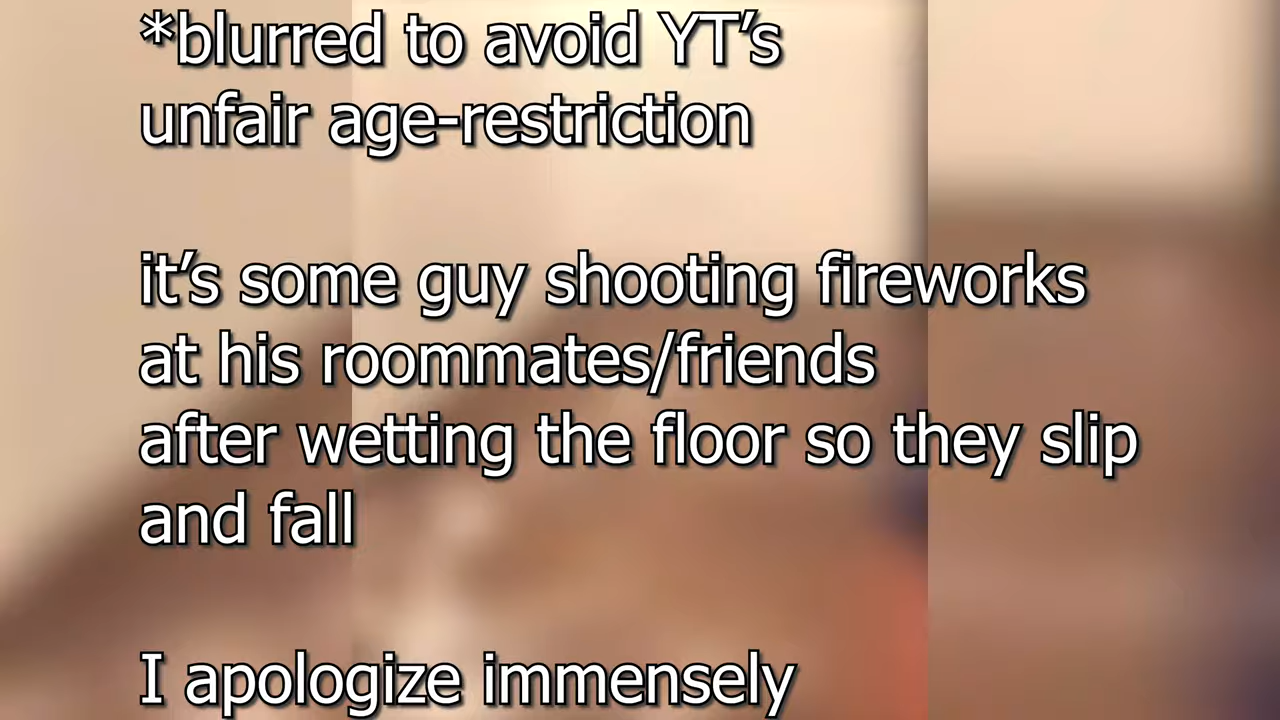 *blurred to avoid YT’s
unfair age-restriction
it’s some guy shooting fireworks
at his roommates/friends
after wetting the floor so they slip
and fall
I apologize immensely